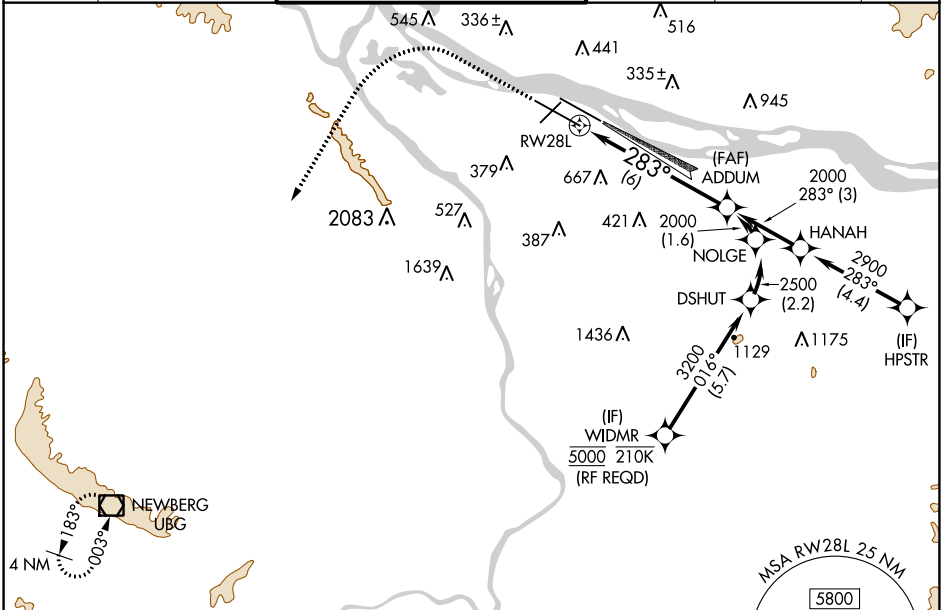 545
336±
516
441
335±
945
RW28L
283°
(6)
(FAF)
ADDUM
2000
283° (3)
379
667
2083
527
387
421
2000
(1.6)
NOLGE
HANAH
2900
283°
(4.4)
1639
DSHUT
2500
(2.2)
(IF)
HPSTR
1436
1129
1175
3200
016°
(5.7)
(IF)
WIDMR
5000 210K
(RF REQD)
NEWBERG
UBG
183°
003°
4 NM
MSA RW28L 25 NM
5800